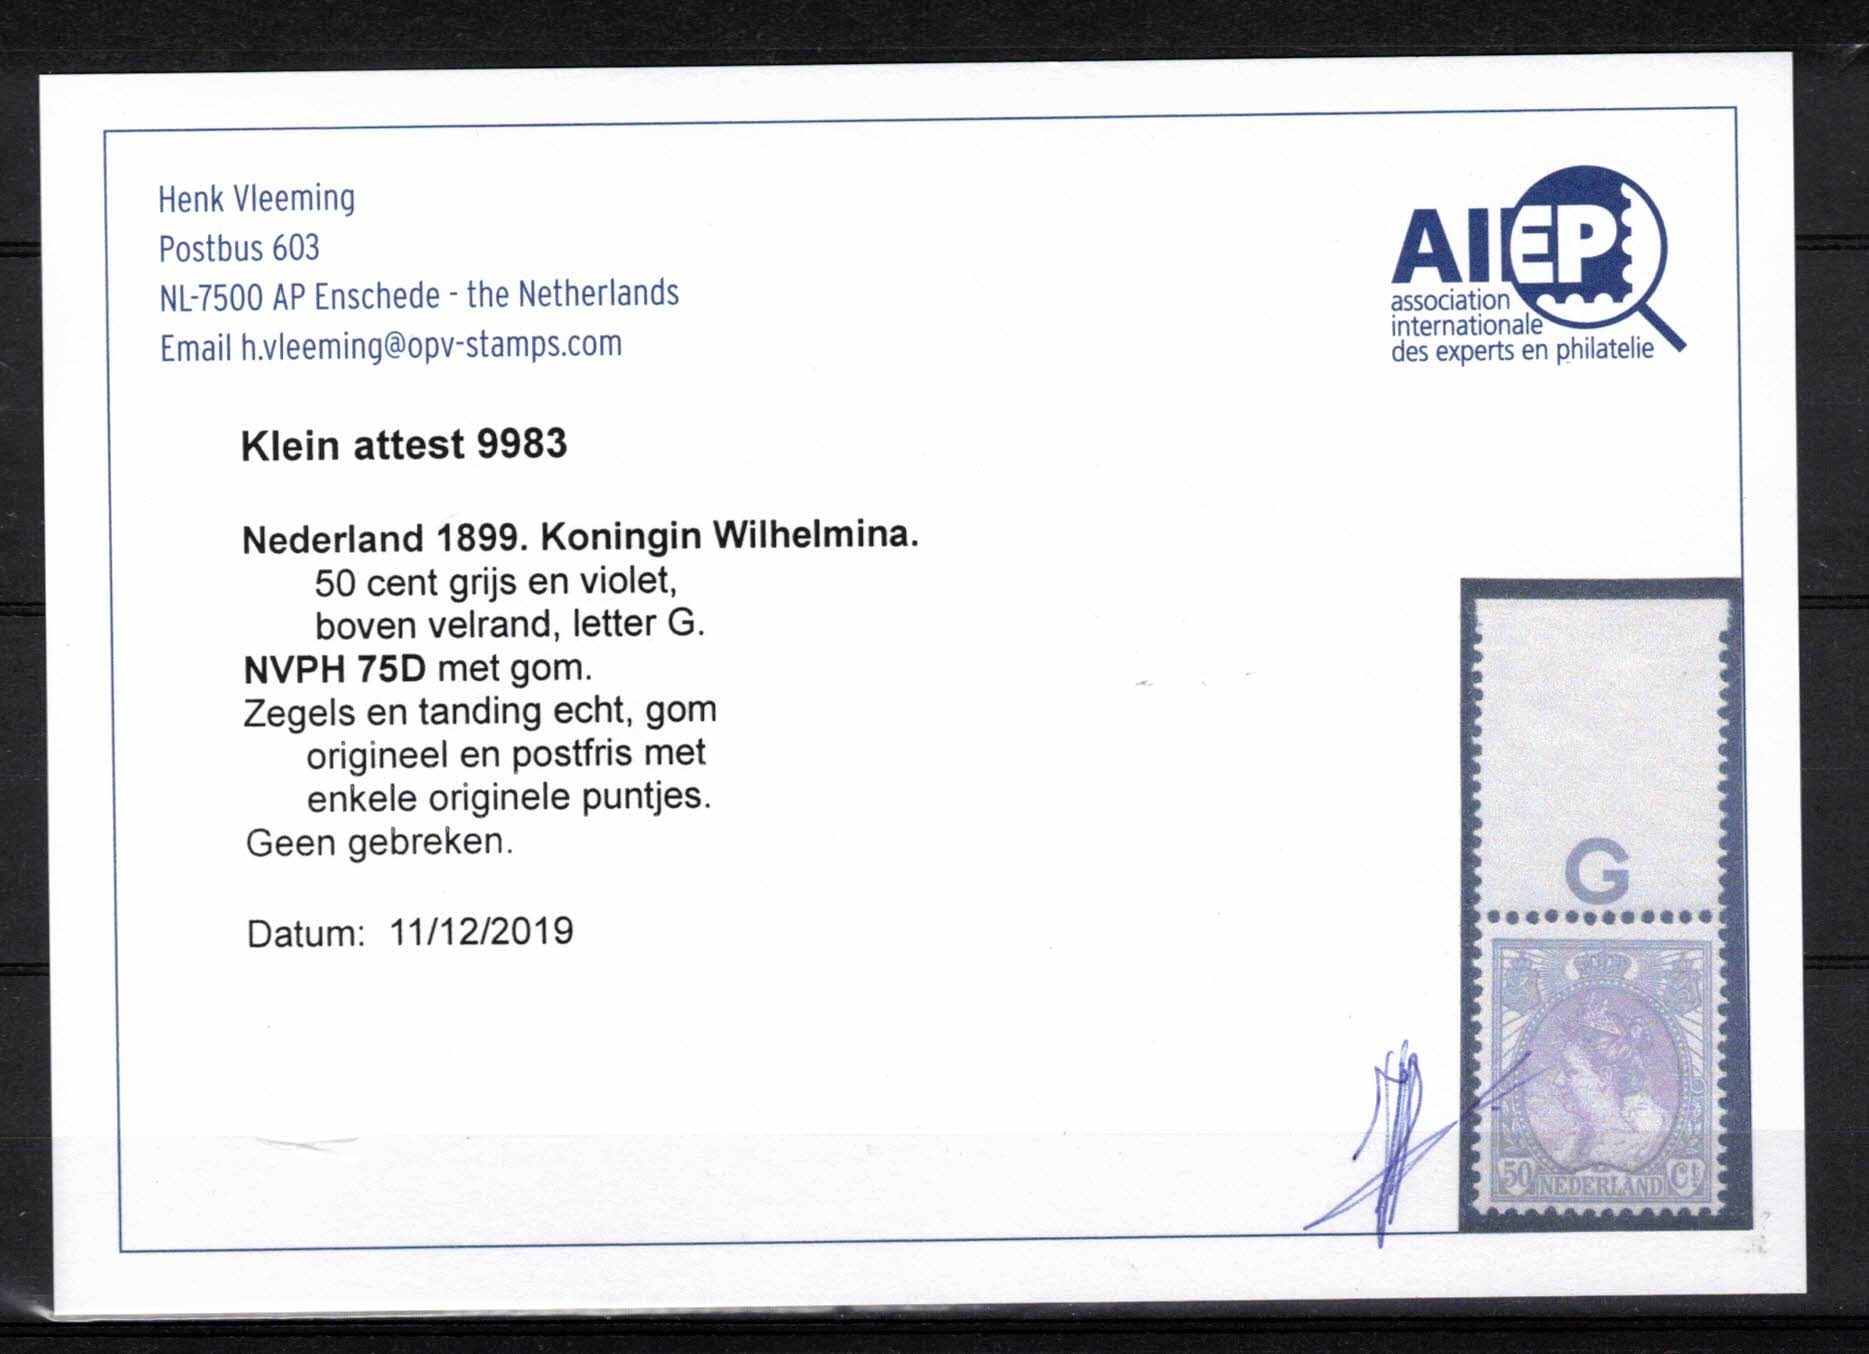 Henk Vleeming
Postbus 603
NL-7500 AP Enschede - the Netherlands
Email h.vleeming@opv-stamps.com
AIEP
association
internationale
des experts en philatelie
Klein attest 9983
Nederland 1899. Koningin Wilhelmina.
50 cent grijs en violet,
boven velrand, letter G.
NVPH 75D met gom.
Zegels en tanding echt, gom
origineel en postfris met
enkele originele puntjes.
Geen gebreken.
Datum: 11/12/2019
G
50 NEDERLAND Ct